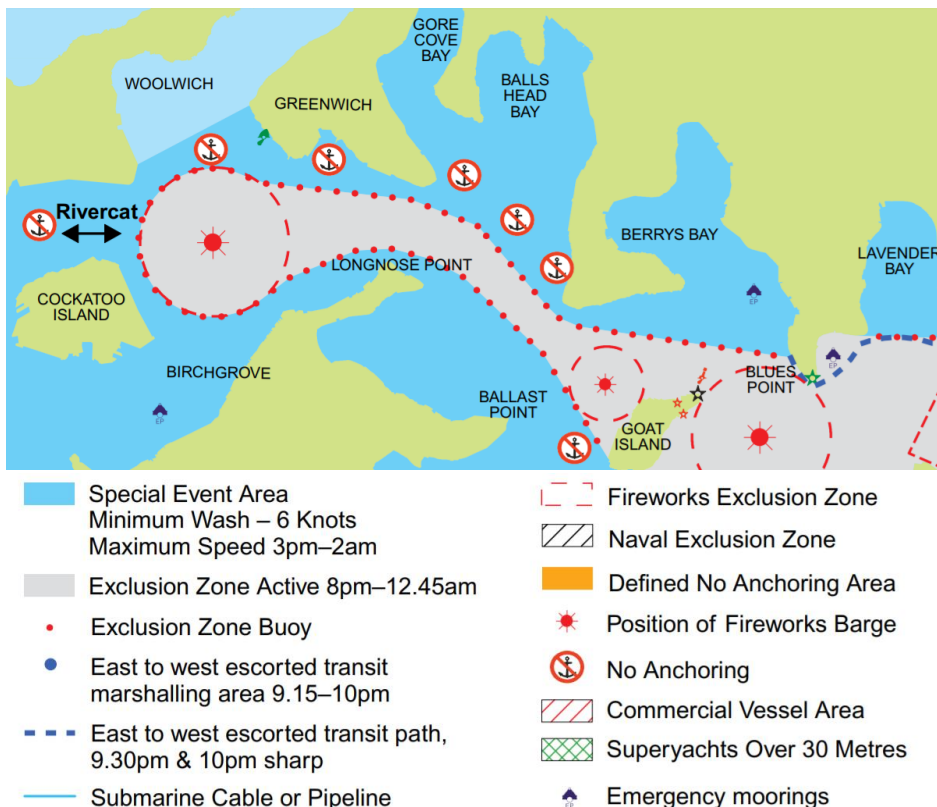 GORE
COVE
BAY
WOOLWICH
BALLS
HEAD
BAY
GREENWICH
Rivercat
BERRYS BAY
LAVENDER
BAY
LONGNOSE POINT
COCKATOO
ISLAND
EP
EP
BIRCHGROVE
BLUES
POINT
BALLAST
POINT
EP
GOAT
ISLAND
Special Event Area
Minimum Wash – 6 Knots
Maximum Speed 3pm–2am
Exclusion Zone Active 8pm–12.45am
Exclusion Zone Buoy
East to west escorted transit
marshalling area 9.15–10pm
East to west escorted transit path,
9.30pm & 10pm sharp
Submarine Cable or Pipeline
Fireworks Exclusion Zone
Naval Exclusion Zone
Defined No Anchoring Area
Position of Fireworks Barge
No Anchoring
Commercial Vessel Area
Superyachts Over 30 Metres
EP
Emergency moorings